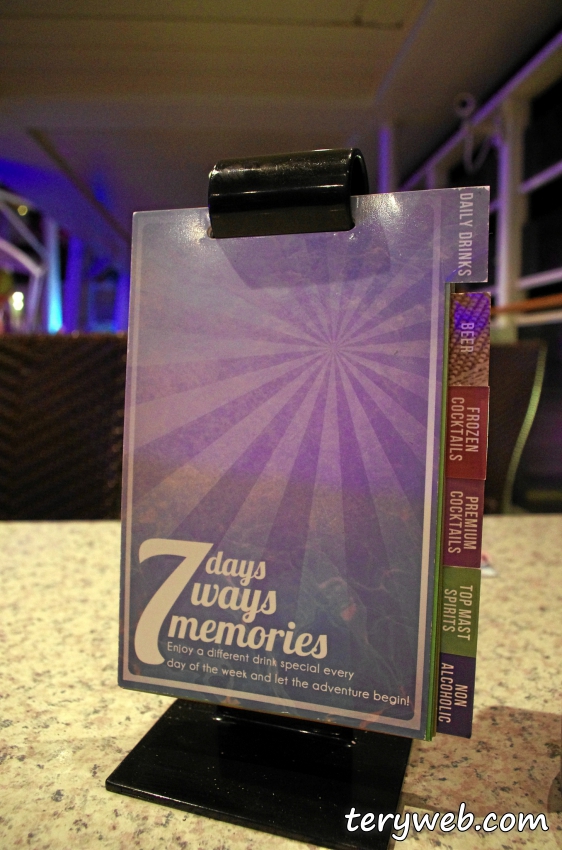 DAILY DRINKS
BEER
FROZEN
COCKTAILS
PREMIUM
COCKTAILS
TOP MAST
SPIRITS
NON
ALCOHOLIC
7 days
ways
memories
Enjoy a different drink special every
day of the week and let the adventure begin!
teryweb.com